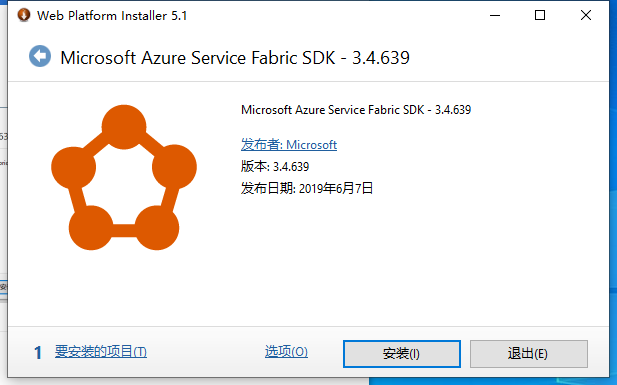 Web Platform Installer 5.1
Microsoft Azure Service Fabric SDK - 3.4.639
Microsoft Azure Service Fabric SDK - 3.4.639
发布者: Microsoft
版本: 3.4.639
发布日期: 2019年6月7日
1 要安装的项目(T) 选项(O) 安装(I) 退出(E)